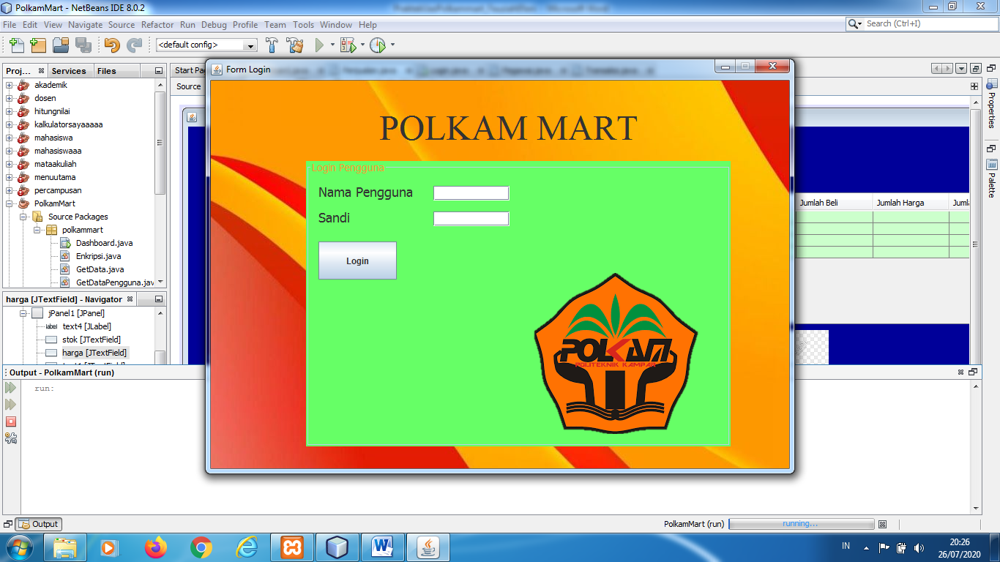 PolkamMart - NetBeans IDE 8.0.2
File Edit View Navigate Source Refactor Run Debug Profile Team Tools Window Help
Search (Ctrl+I)
<default config>
Proj... Services Files
Start Pa
Source
akademik
dosen
hitungnilai
kalkulatorsayaaaaa
mahasiswa
mahasiswaaa
mataakuliah
menuutama
percampusan
PolkamMart
Source Packages
polkammart
Dashboard.java
Enkripsi.java
GetData.java
GetDataPengguna.jav
harga [JTextField] - Navigator
jPanel1 [JPanel]
text4 [JLabel]
stok [JTextField]
harga [JTextField]
Form Login
POLKAM MART
Login Pengguna
Nama Pengguna
Sandi
Login
POLKAM
POLITEKNIK KAMPAR
Jumlah Beli Jumlah Harga Juml
Properties
Palette
Output - PolkamMart (run)
run:
Output
PolkamMart (run) running...
IN
20:26
26/07/2020